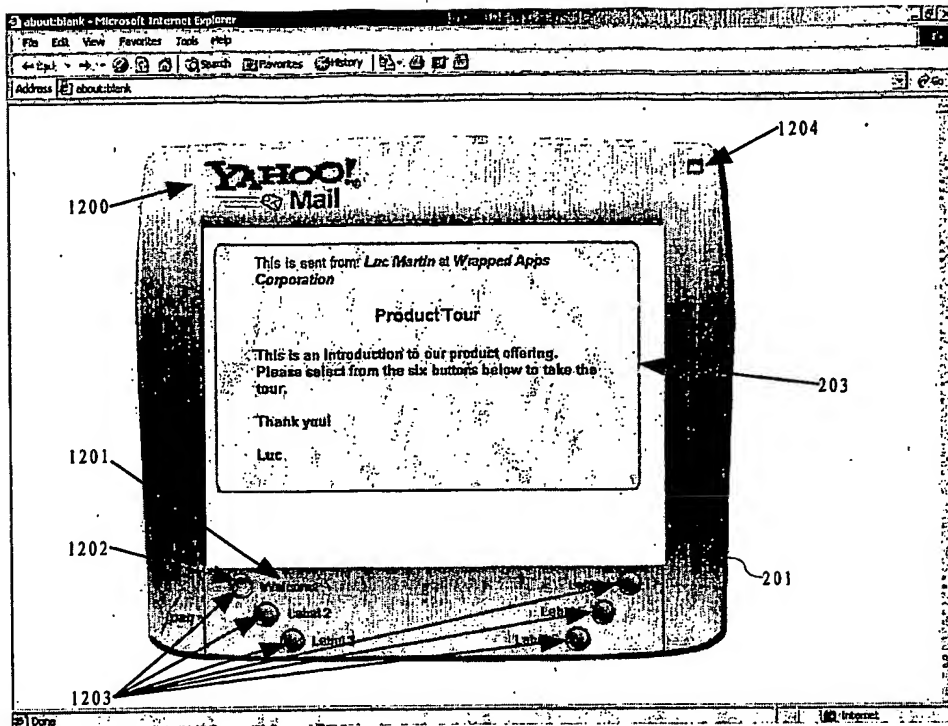 about:blank - Microsoft Internet Explorer
File Edit View Favorites Tools Help
Search Favorites History
Address about:blank Go
1204
YAHOO!
Mail
1200
This is sent from: Luc Martin at Wrapped Apps
Corporation
Product Tour
This is an Introduction to our product offering.
Please select from the six buttons below to take the
tour.
203
Thank you!
Luc
1201
1202
Welcome
201
Label 2
Label 3
1203
Done Internet